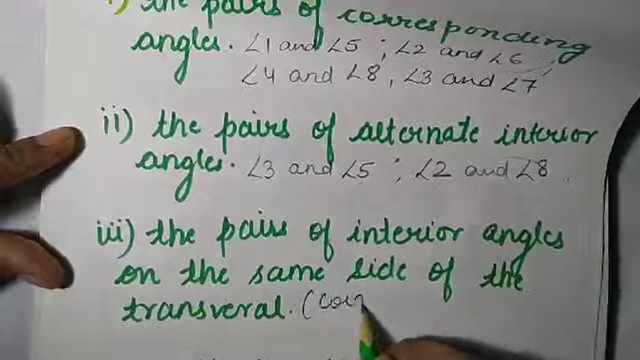 i) the pairs of corresponding
angles. ∠1 and ∠5 ; ∠2 and ∠6 ;
∠4 and ∠8, ∠3 and ∠7
ii) the pairs of alternate interior
angles. ∠3 and ∠5 ; ∠2 and ∠8
iii) the pairs of interior angles
on the same side of the
transveral. (Coi